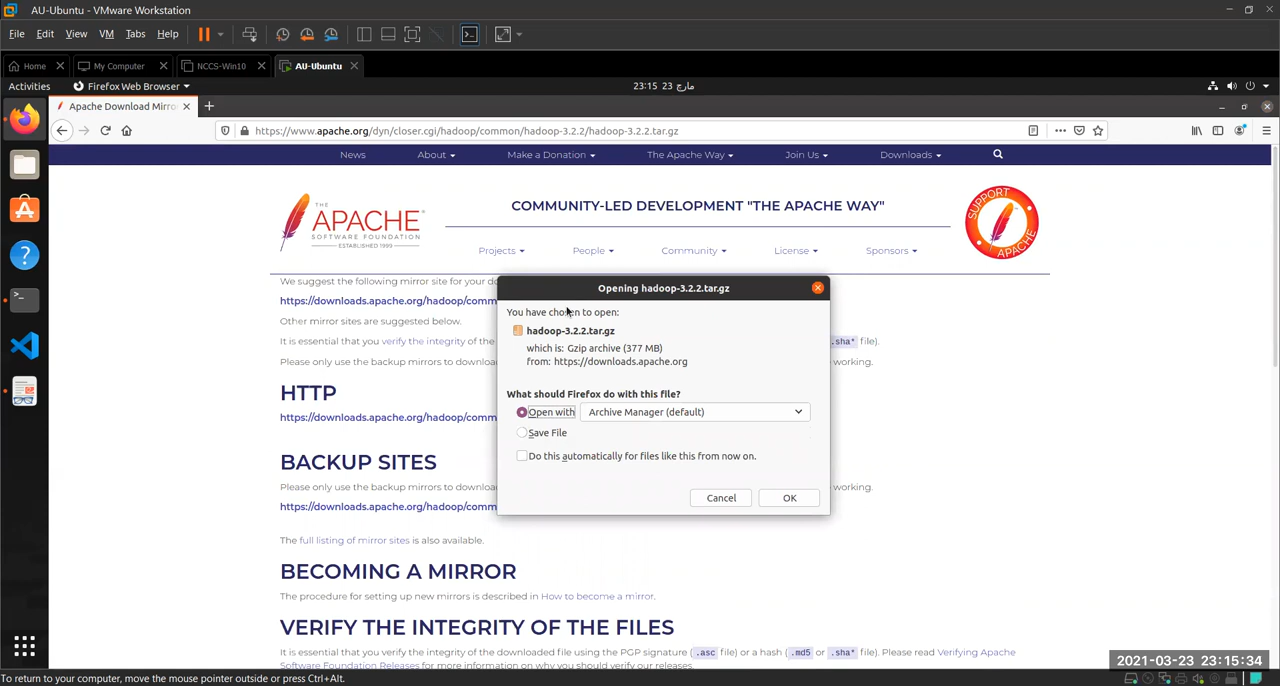 AU-Ubuntu - VMware Workstation
File Edit View VM Tabs Help
Home My Computer NCCS-Win10 AU-Ubuntu
Activities Firefox Web Browser 23:15 23 مارچ
Apache Download Mirro
https://www.apache.org/dyn/closer.cgi/hadoop/common/hadoop-3.2.2/hadoop-3.2.2.tar.gz
News About Make a Donation The Apache Way Join Us Downloads
THE
APACHE
SOFTWARE FOUNDATION
ESTABLISHED 1999
COMMUNITY-LED DEVELOPMENT "THE APACHE WAY"
SUPPORT
APACHE
Projects People Community License Sponsors
We suggest the following mirror site for your do
https://downloads.apache.org/hadoop/comm
Other mirror sites are suggested below.
It is essential that you verify the integrity of the .sha* file).
Please only use the backup mirrors to downloa working.
HTTP
https://downloads.apache.org/hadoop/comm
BACKUP SITES
Please only use the backup mirrors to downloa working.
https://downloads.apache.org/hadoop/comm
The full listing of mirror sites is also available.
BECOMING A MIRROR
The procedure for setting up new mirrors is described in How to become a mirror.
VERIFY THE INTEGRITY OF THE FILES
It is essential that you verify the integrity of the downloaded file using the PGP signature (.asc file) or a hash (.md5 or .sha* file). Please read Verifying Apache
Software Foundation Releases for more information on why you should verify our releases.
Opening hadoop-3.2.2.tar.gz
You have chosen to open:
hadoop-3.2.2.tar.gz
which is: Gzip archive (377 MB)
from: https://downloads.apache.org
What should Firefox do with this file?
Open with Archive Manager (default)
Save File
Do this automatically for files like this from now on.
Cancel OK
2021-03-23 23:15:34
To return to your computer, move the mouse pointer outside or press Ctrl+Alt.